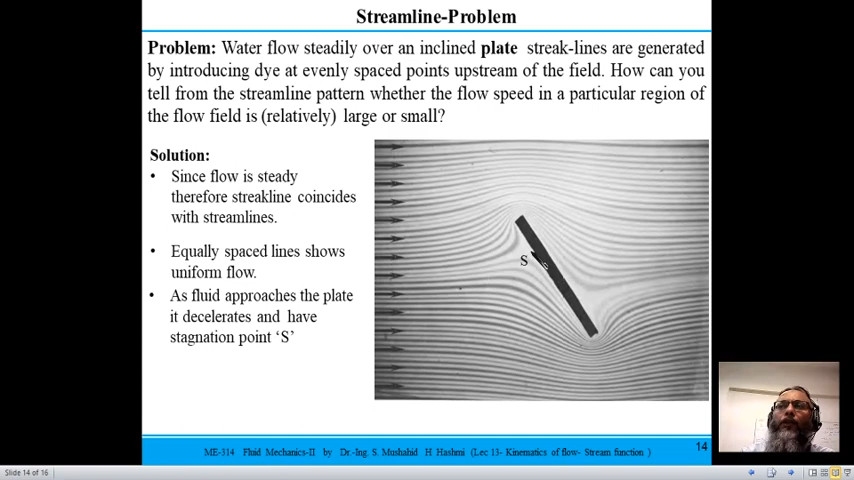 Streamline-Problem
Problem: Water flow steadily over an inclined plate streak-lines are generated
by introducing dye at evenly spaced points upstream of the field. How can you
tell from the streamline pattern whether the flow speed in a particular region of
the flow field is (relatively) large or small?
Solution:
• Since flow is steady
therefore streakline coincides
with streamlines.
• Equally spaced lines shows
uniform flow.
• As fluid approaches the plate
it decelerates and have
stagnation point ‘S’
S
ME-314 Fluid Mechanics-II by Dr.-Ing. S. Mushahid H Hashmi (Lec 13- Kinematics of flow- Stream function )
14
Slide 14 of 16